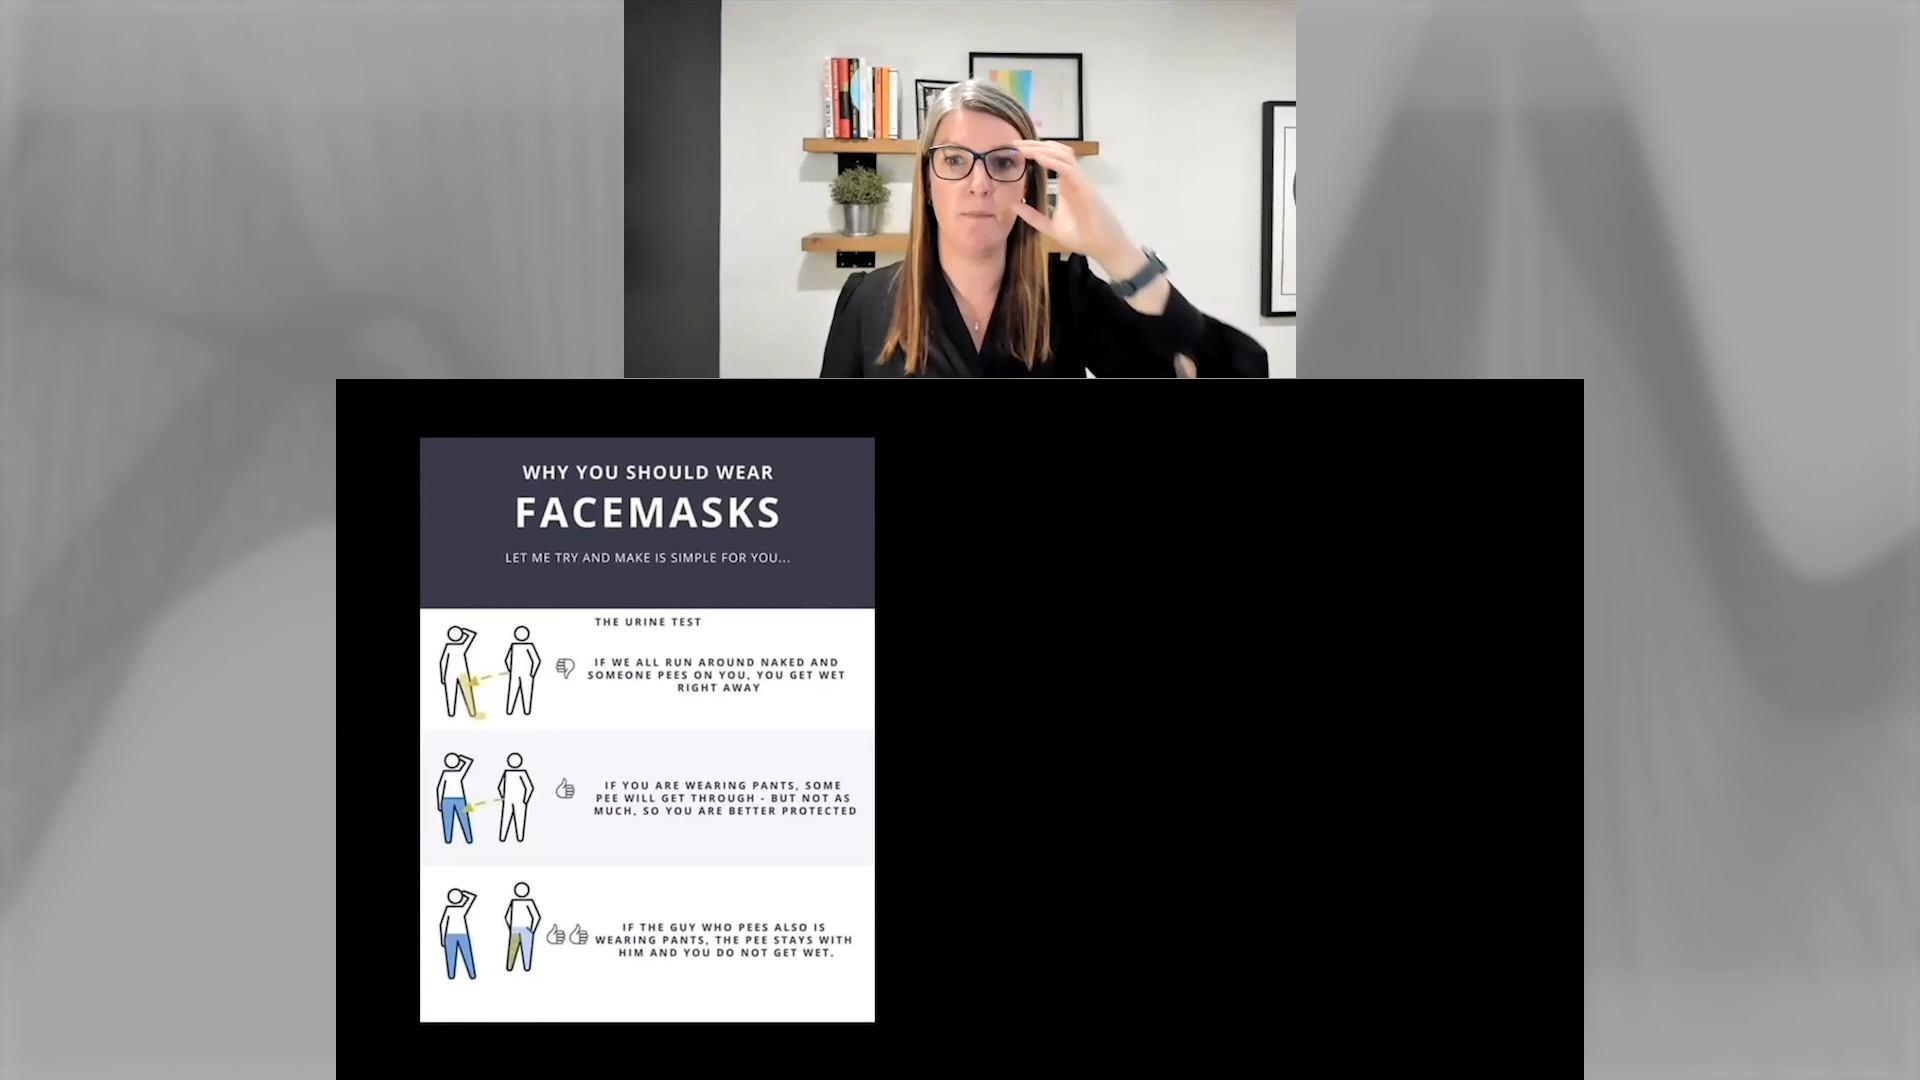 WHY YOU SHOULD WEAR
FACEMASKS
LET ME TRY AND MAKE IS SIMPLE FOR YOU...
THE URINE TEST
IF WE ALL RUN AROUND NAKED AND
SOMEONE PEES ON YOU, YOU GET WET
RIGHT AWAY
IF YOU ARE WEARING PANTS, SOME
PEE WILL GET THROUGH - BUT NOT AS
MUCH, SO YOU ARE BETTER PROTECTED
IF THE GUY WHO PEES ALSO IS
WEARING PANTS, THE PEE STAYS WITH
HIM AND YOU DO NOT GET WET.